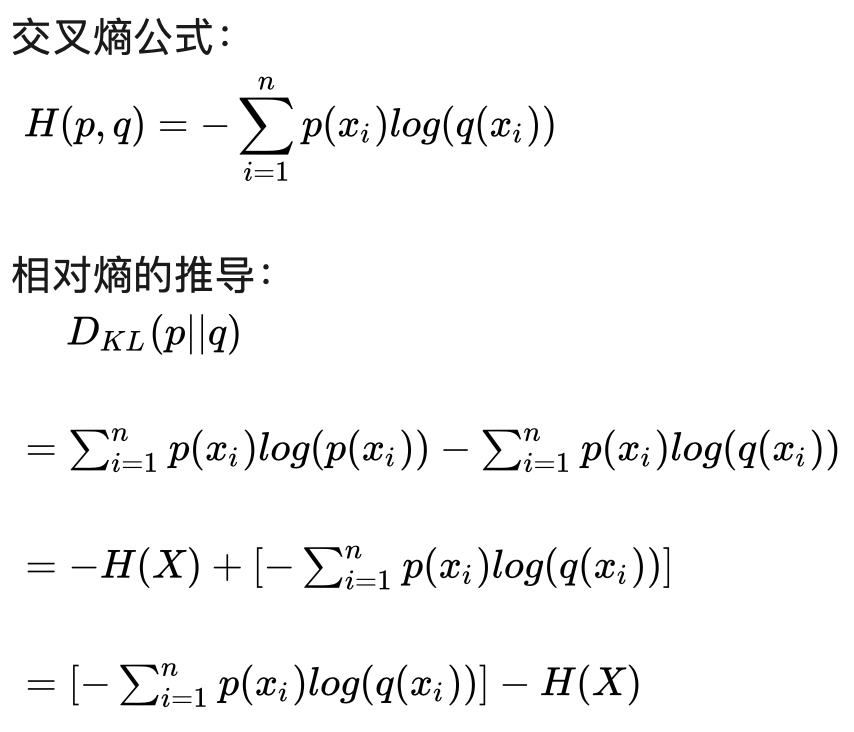 交叉熵公式：
$H(p,q)=-\sum_{i=1}^{n}p(x_i)log(q(x_i))$
相对熵的推导：
$D_{KL}(p||q)$
$=\sum_{i=1}^{n}p(x_i)log(p(x_i))-\sum_{i=1}^{n}p(x_i)log(q(x_i))$
$=-H(X)+[-\sum_{i=1}^{n}p(x_i)log(q(x_i))]$
$=[-\sum_{i=1}^{n}p(x_i)log(q(x_i))]-H(X)$